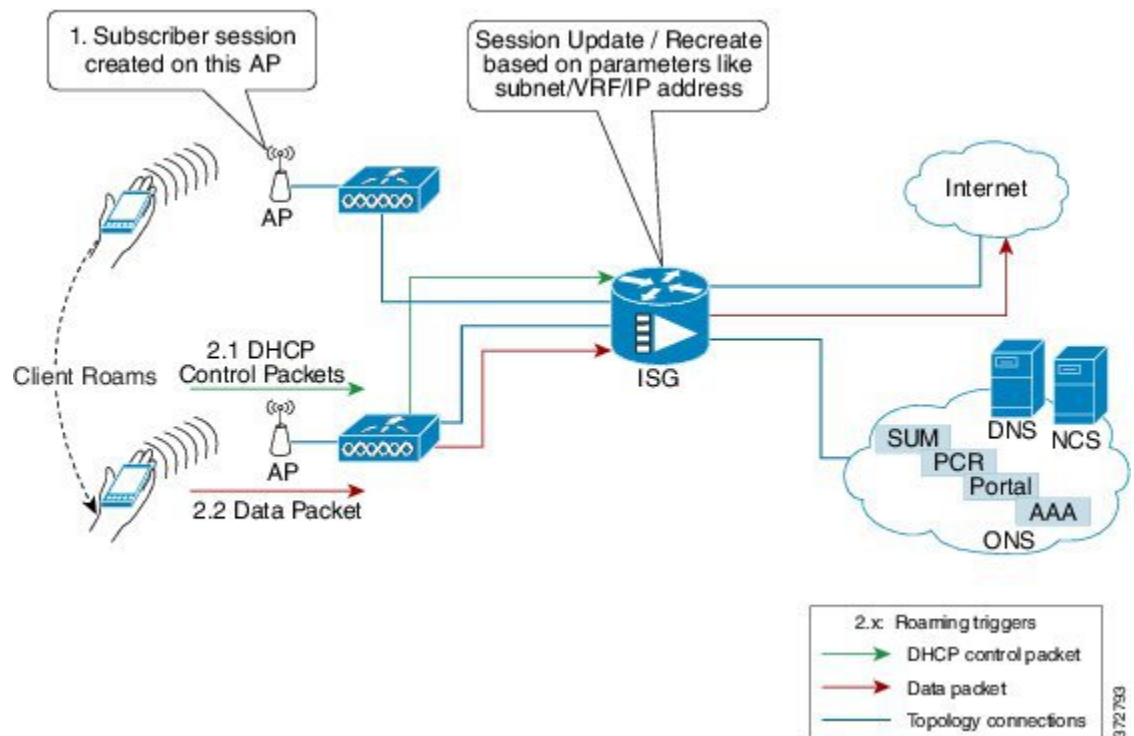 1. Subscriber session
created on this AP
Session Update / Recreate
based on parameters like
subnet/VRF/IP address
AP
Internet
Client Roams
2.1 DHCP
Control Packets
ISG
AP
2.2 Data Packet
DNS
NCS
SUM
PCR
Portal
AAA
ONS
2.x: Roaming triggers
DHCP control packet
Data packet
Topology connections
372793